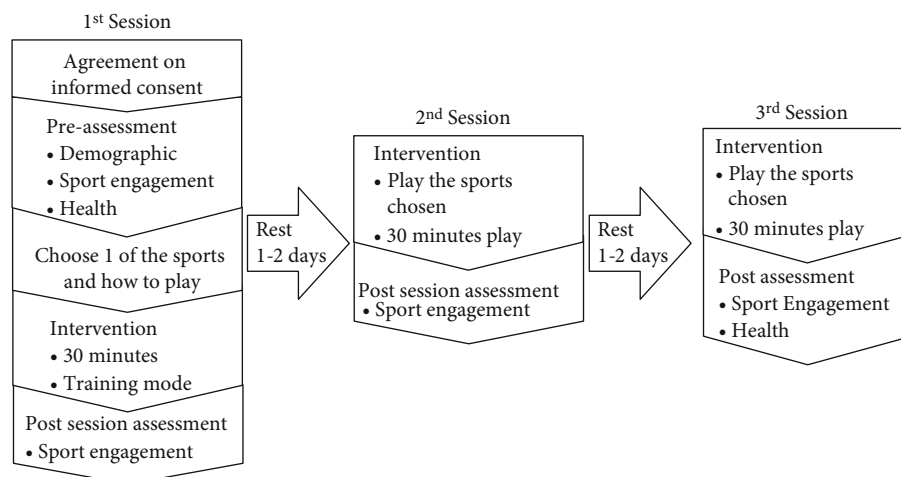 1st Session
Agreement on
informed consent
Pre-assessment
• Demographic
• Sport engagement
• Health
Choose 1 of the sports
and how to play
Intervention
• 30 minutes
• Training mode
Post session assessment
• Sport engagement
Rest
1-2 days
2nd Session
Intervention
• Play the sports
chosen
• 30 minutes play
Post session assessment
• Sport engagement
Rest
1-2 days
3rd Session
Intervention
• Play the sports
chosen
• 30 minutes play
Post assessment
• Sport Engagement
• Health